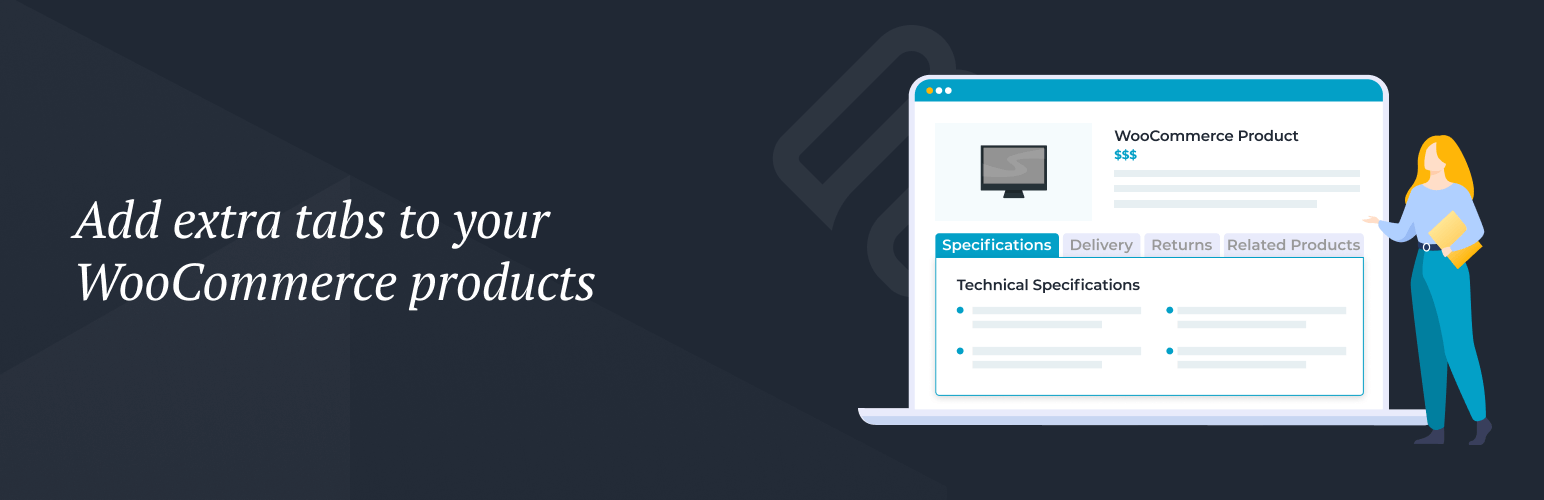 Add extra tabs to your
WooCommerce products
WooCommerce Product
$$$
Specifications Delivery Returns Related Products
Technical Specifications